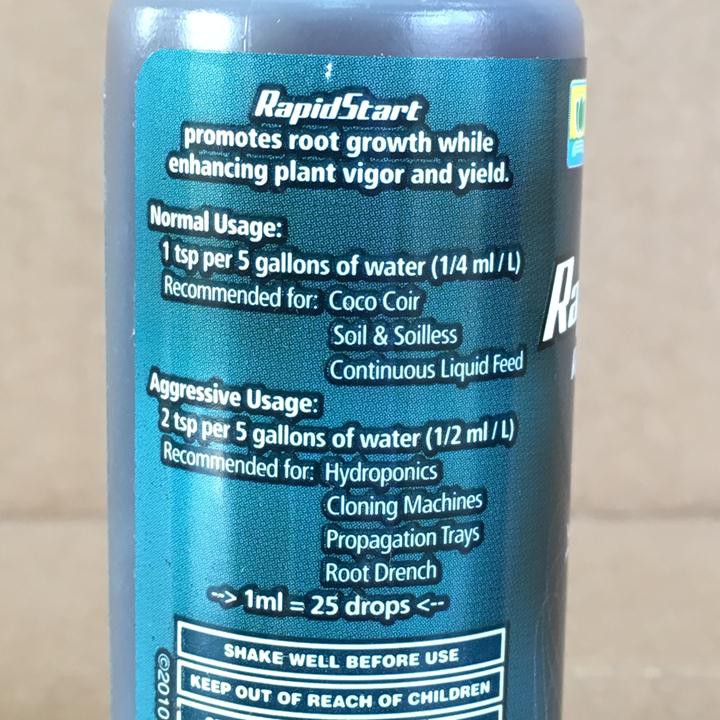 RapidStart
promotes root growth while
enhancing plant vigor and yield.
Normal Usage:
1 tsp per 5 gallons of water (1/4 ml / L)
Recommended for: Coco Coir
Soil & Soilless
Continuous Liquid Feed
Aggressive Usage:
2 tsp per 5 gallons of water (1/2 ml / L)
Recommended for: Hydroponics
Cloning Machines
Propagation Trays
Root Drench
--> 1ml = 25 drops <--
SHAKE WELL BEFORE USE
KEEP OUT OF REACH OF CHILDREN
©2010
Ra